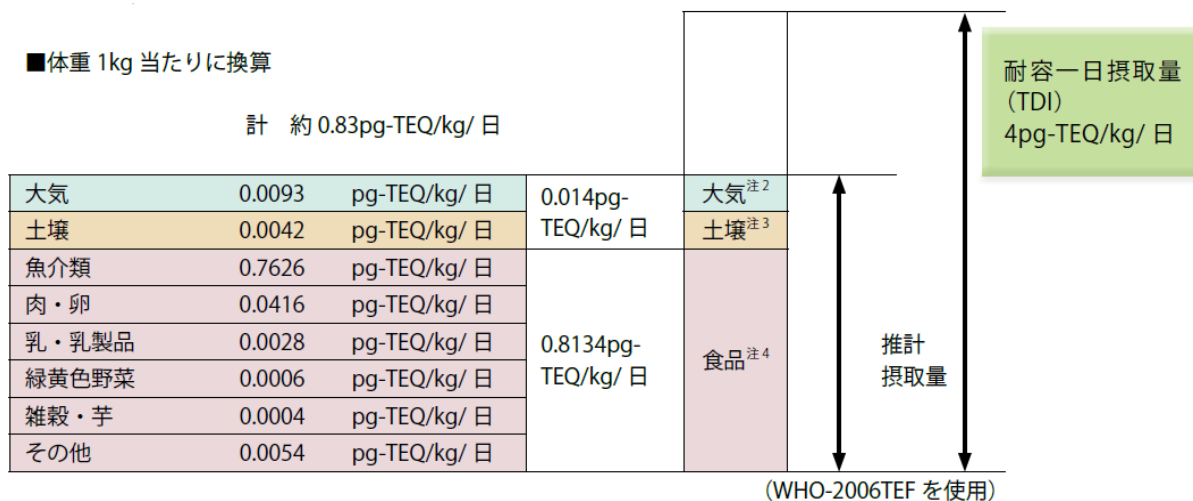 ■体重 1kg 当たりに換算
計 約 0.83pg-TEQ/kg/ 日
耐容一日摂取量
(TDI)
4pg-TEQ/kg/ 日
大気 0.0093 pg-TEQ/kg/ 日
土壌 0.0042 pg-TEQ/kg/ 日
0.014pg-
TEQ/kg/ 日
大気注2
土壌注3
魚介類 0.7626 pg-TEQ/kg/ 日
肉・卵 0.0416 pg-TEQ/kg/ 日
乳・乳製品 0.0028 pg-TEQ/kg/ 日
緑黄色野菜 0.0006 pg-TEQ/kg/ 日
雑穀・芋 0.0004 pg-TEQ/kg/ 日
その他 0.0054 pg-TEQ/kg/ 日
0.8134pg-
TEQ/kg/ 日
食品注4
推計
摂取量
(WHO-2006TEF を使用)